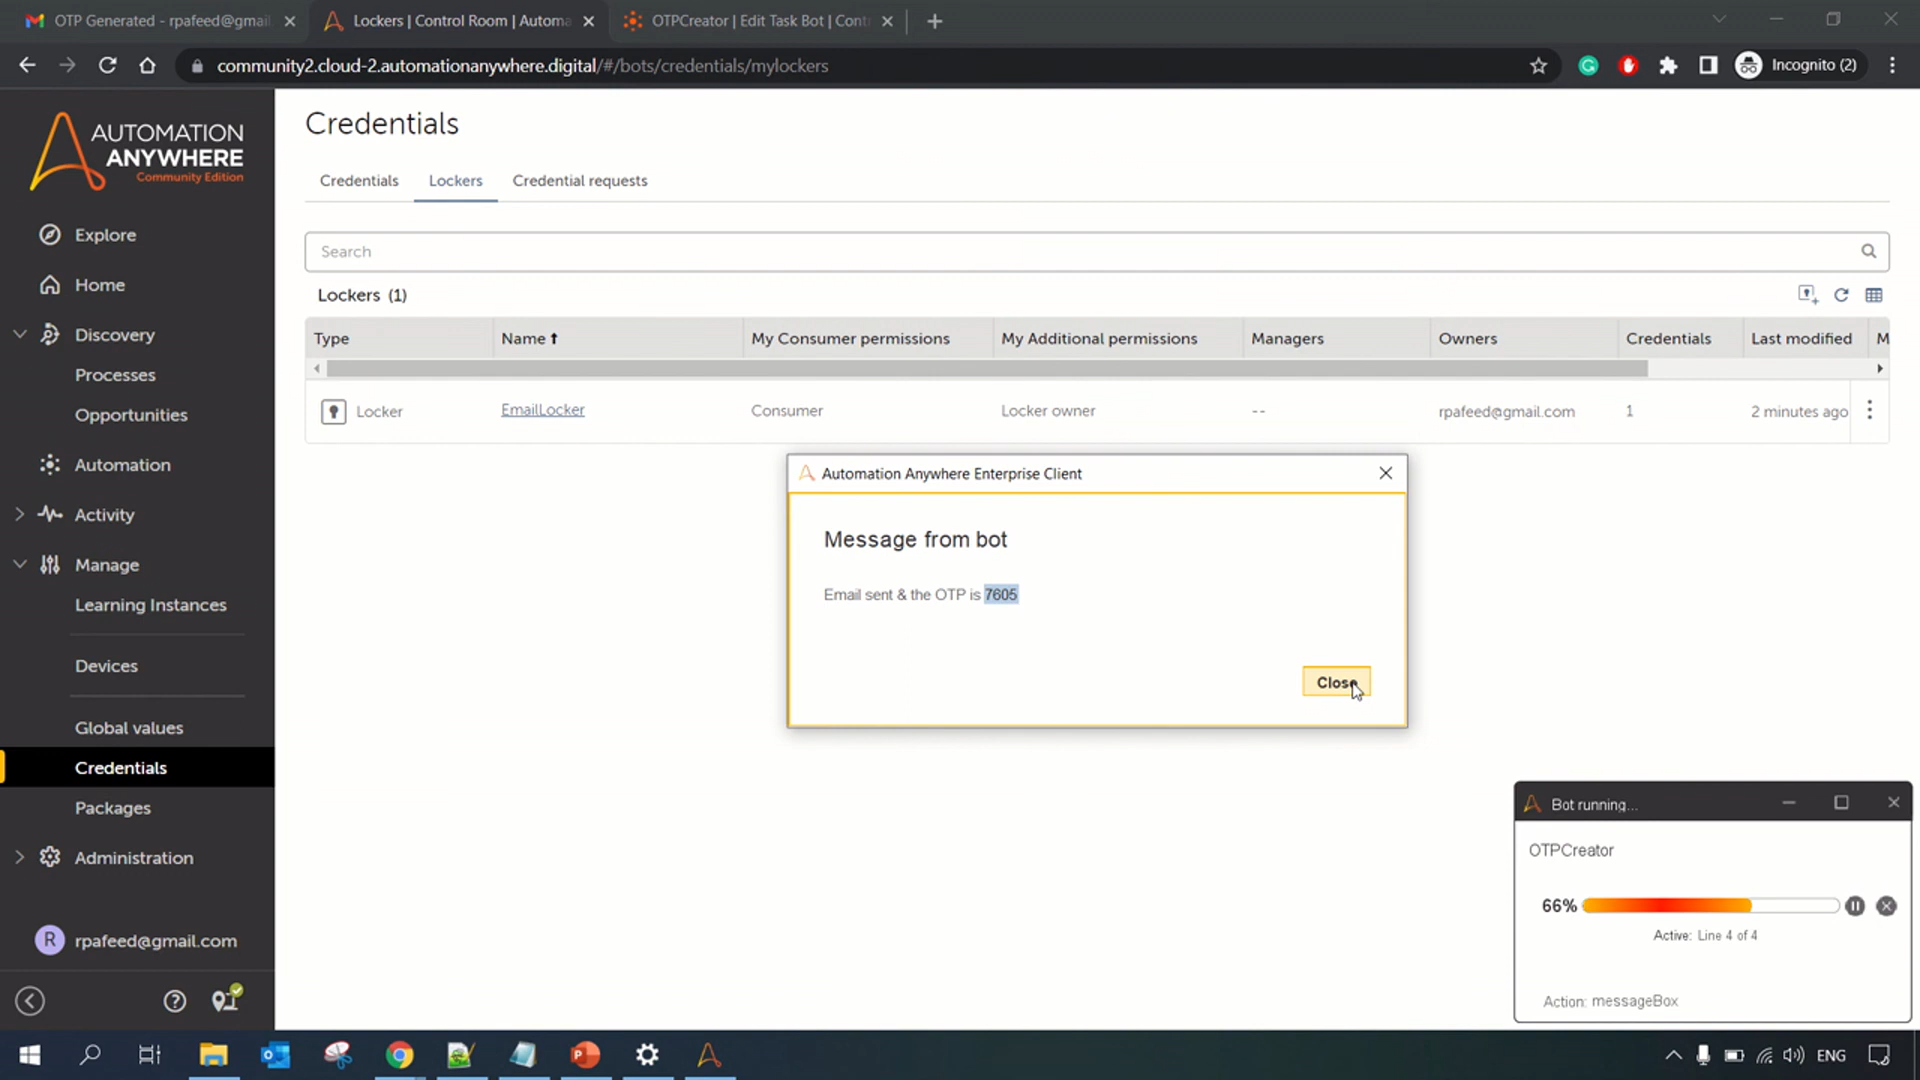 OTP Generated - rpafeed@gmail
Lockers | Control Room | Automa
OTPCreator | Edit Task Bot | Cont
community2.cloud-2.automationanywhere.digital/#/bots/credentials/mylockers
Incognito (2)
AUTOMATION
ANYWHERE
Community Edition
Explore
Home
Discovery
Processes
Opportunities
Automation
Activity
Manage
Learning Instances
Devices
Global values
Credentials
Packages
Administration
R
rpafeed@gmail.com
Credentials
Credentials
Lockers
Credential requests
Search
Lockers (1)
Type
Name
My Consumer permissions
My Additional permissions
Managers
Owners
Credentials
Last modified
M
Locker
EmailLocker
Consumer
Locker owner
--
rpafeed@gmail.com
1
2 minutes ago
Automation Anywhere Enterprise Client
Message from bot
Email sent & the OTP is 7605
Close
Bot running...
OTPCreator
66%
Active: Line 4 of 4
Action: messageBox
ENG